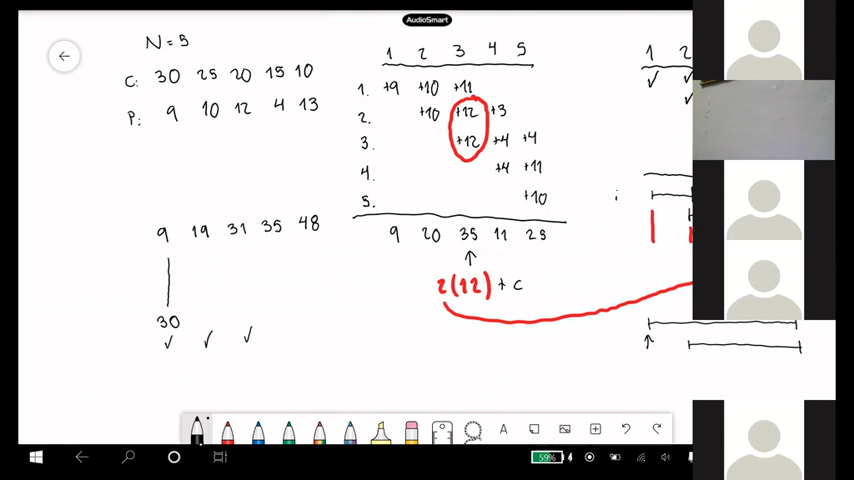 AudioSmart
N = 5
C: 30 25 20 15 10
P: 9 10 12 4 13
9 19 31 35 48
30
✓ ✓ ✓
1 2 3 4 5
1. +9 +10 +11
2. +10 +12 +3
3. +12 +4 +4
4. +4 +11
5. +10
9 20 35 11 25
↑
2(12) + c
1 2
✓ ✓
✓
i
↑
A
59%